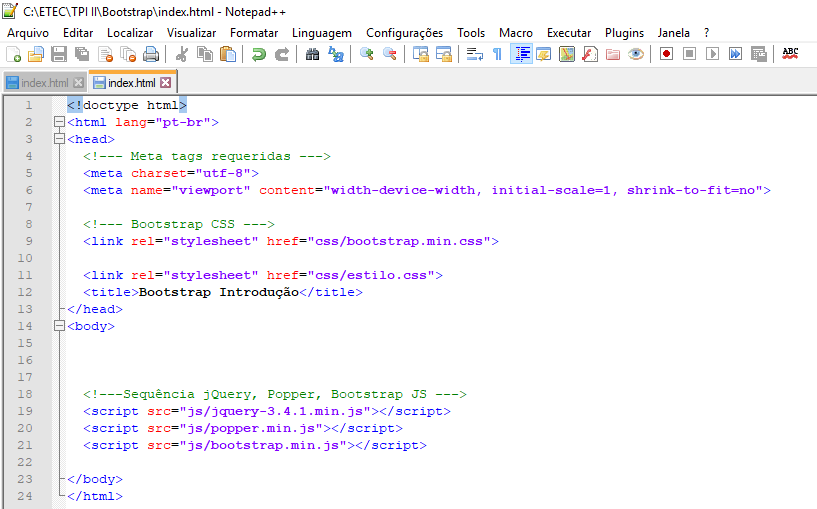 C:\ETEC\TPI II\Bootstrap\index.html - Notepad++
Arquivo Editar Localizar Visualizar Formatar Linguagem Configurações Tools Macro Executar Plugins Janela ?
ABC
index.html index.html
1 <!doctype html>
2 <html lang="pt-br">
3 <head>
4 <!--- Meta tags requeridas --->
5 <meta charset="utf-8">
6 <meta name="viewport" content="width-device-width, initial-scale=1, shrink-to-fit=no">
7
8 <!--- Bootstrap CSS --->
9 <link rel="stylesheet" href="css/bootstrap.min.css">
10
11 <link rel="stylesheet" href="css/estilo.css">
12 <title>Bootstrap Introdução</title>
13 </head>
14 <body>
15
16
17
18 <!---Sequência jQuery, Popper, Bootstrap JS --->
19 <script src="js/jquery-3.4.1.min.js"></script>
20 <script src="js/popper.min.js"></script>
21 <script src="js/bootstrap.min.js"></script>
22
23 </body>
24 </html>